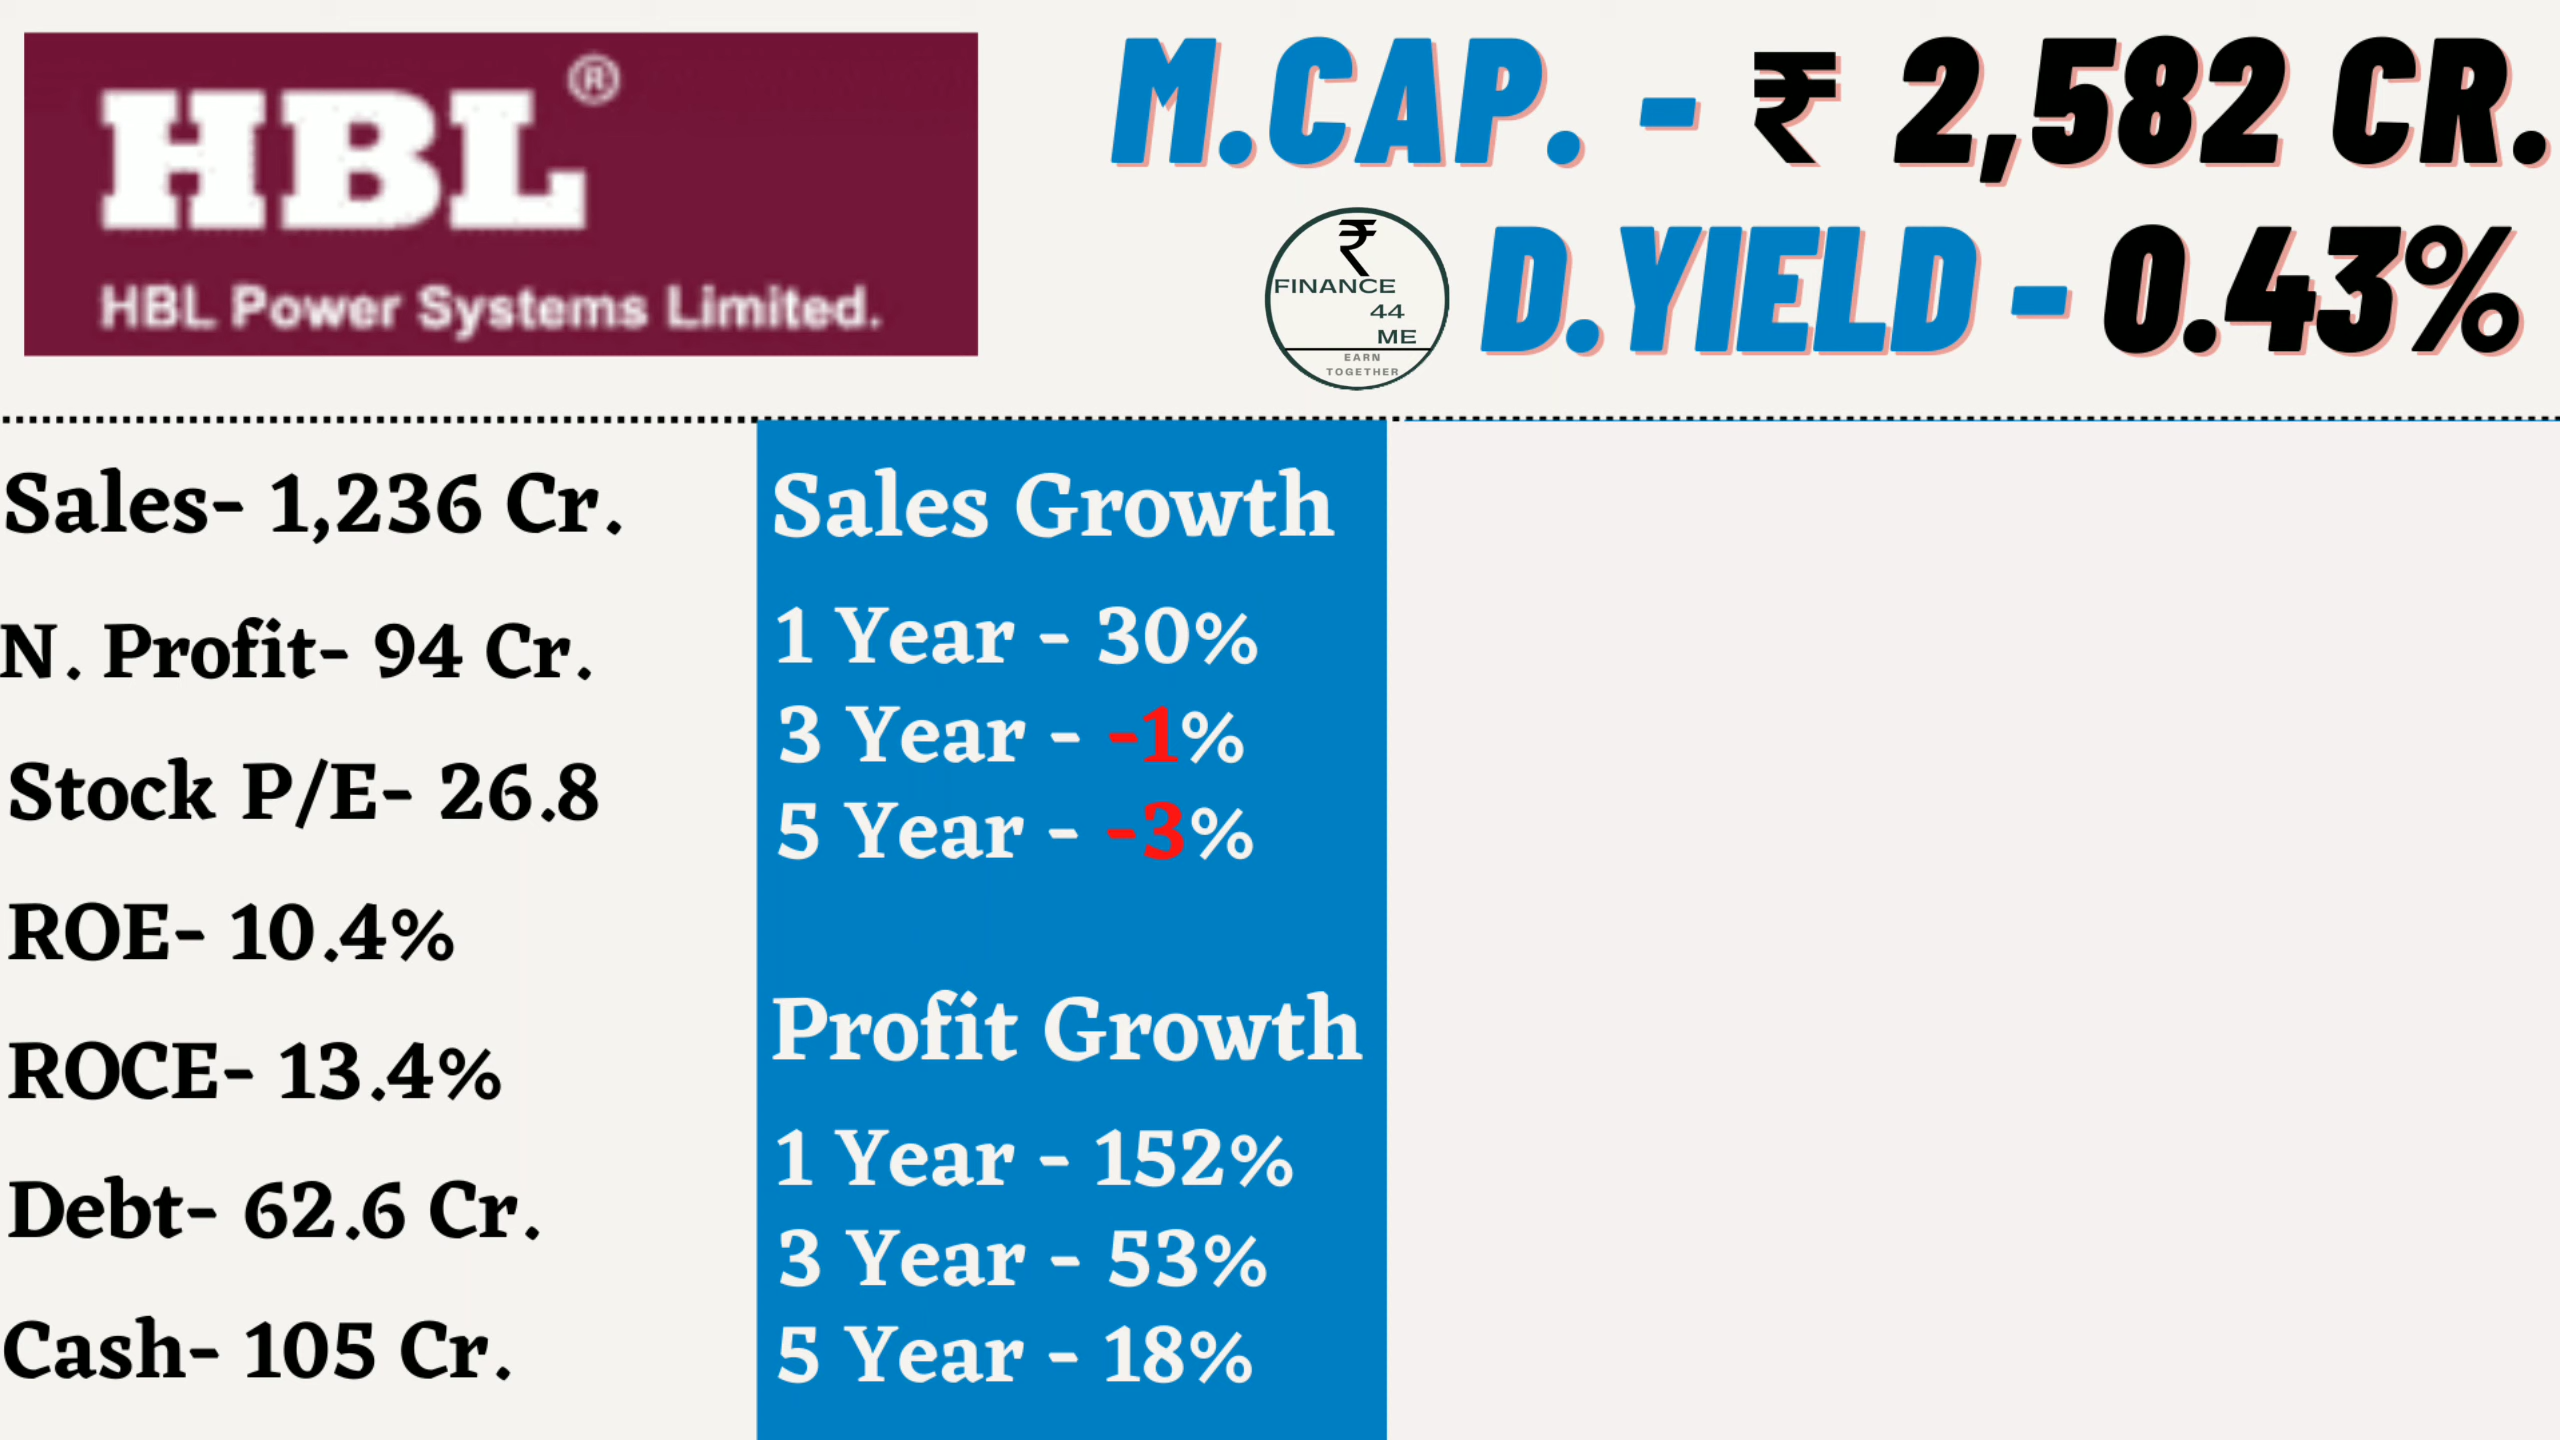 HBL®
HBL Power Systems Limited.
M.CAP. - ₹ 2,582 CR.
₹
FINANCE
44
ME
EARN
TOGETHER
D.YIELD - 0.43%
Sales- 1,236 Cr.
N. Profit- 94 Cr.
Stock P/E- 26.8
ROE- 10.4%
ROCE- 13.4%
Debt- 62.6 Cr.
Cash- 105 Cr.
Sales Growth
1 Year - 30%
3 Year - -1%
5 Year - -3%
Profit Growth
1 Year - 152%
3 Year - 53%
5 Year - 18%